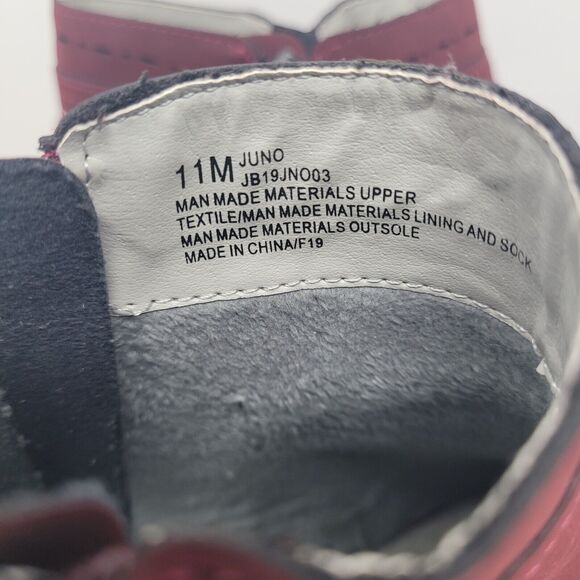 11M JUNO
JB19JNO03
MAN MADE MATERIALS UPPER
TEXTILE/MAN MADE MATERIALS LINING AND SOCK
MAN MADE MATERIALS OUTSOLE
MADE IN CHINA/F19